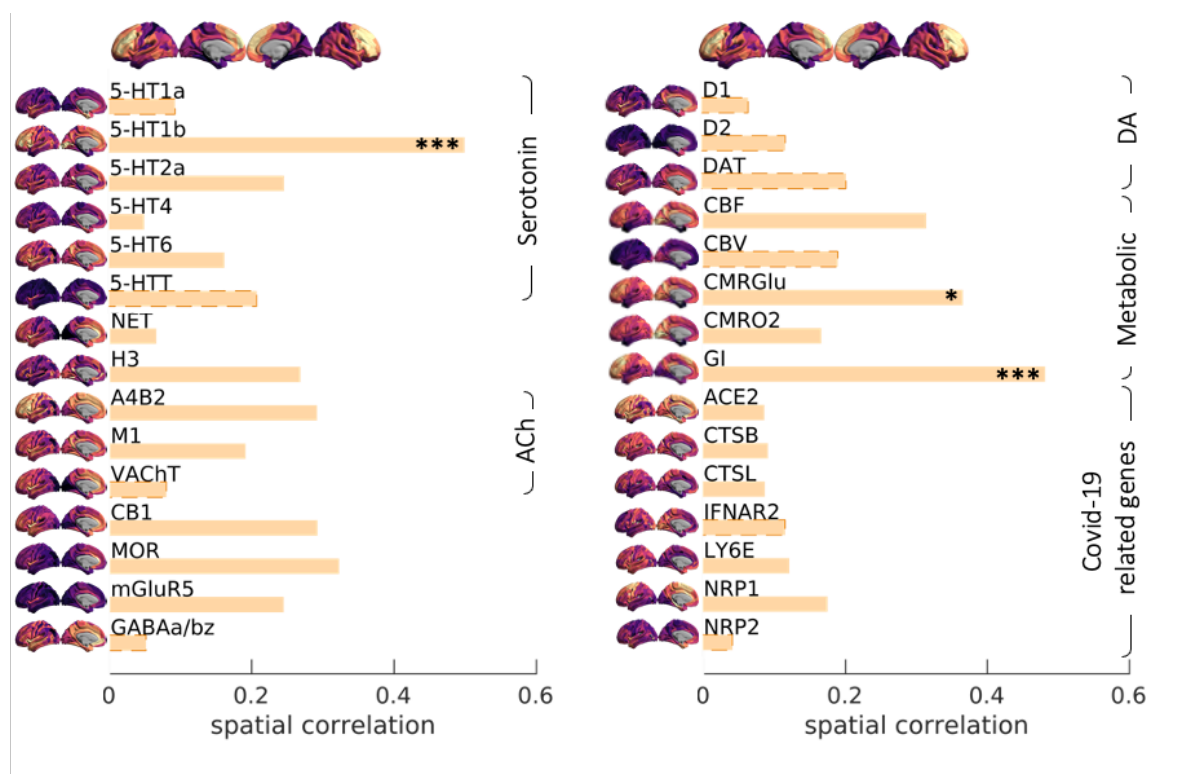 5-HT1a
5-HT1b
***
5-HT2a
5-HT4
5-HT6
5-HTT
NET
H3
A4B2
M1
VAChT
CB1
MOR
mGluR5
GABAa/bz
Serotonin
ACh
0 0.2 0.4 0.6
spatial correlation
D1
D2
DAT
CBF
CBV
CMRGlu
*
CMRO2
GI
***
ACE2
CTSB
CTSL
IFNAR2
LY6E
NRP1
NRP2
DA
Metabolic
Covid-19
related genes
0 0.2 0.4 0.6
spatial correlation